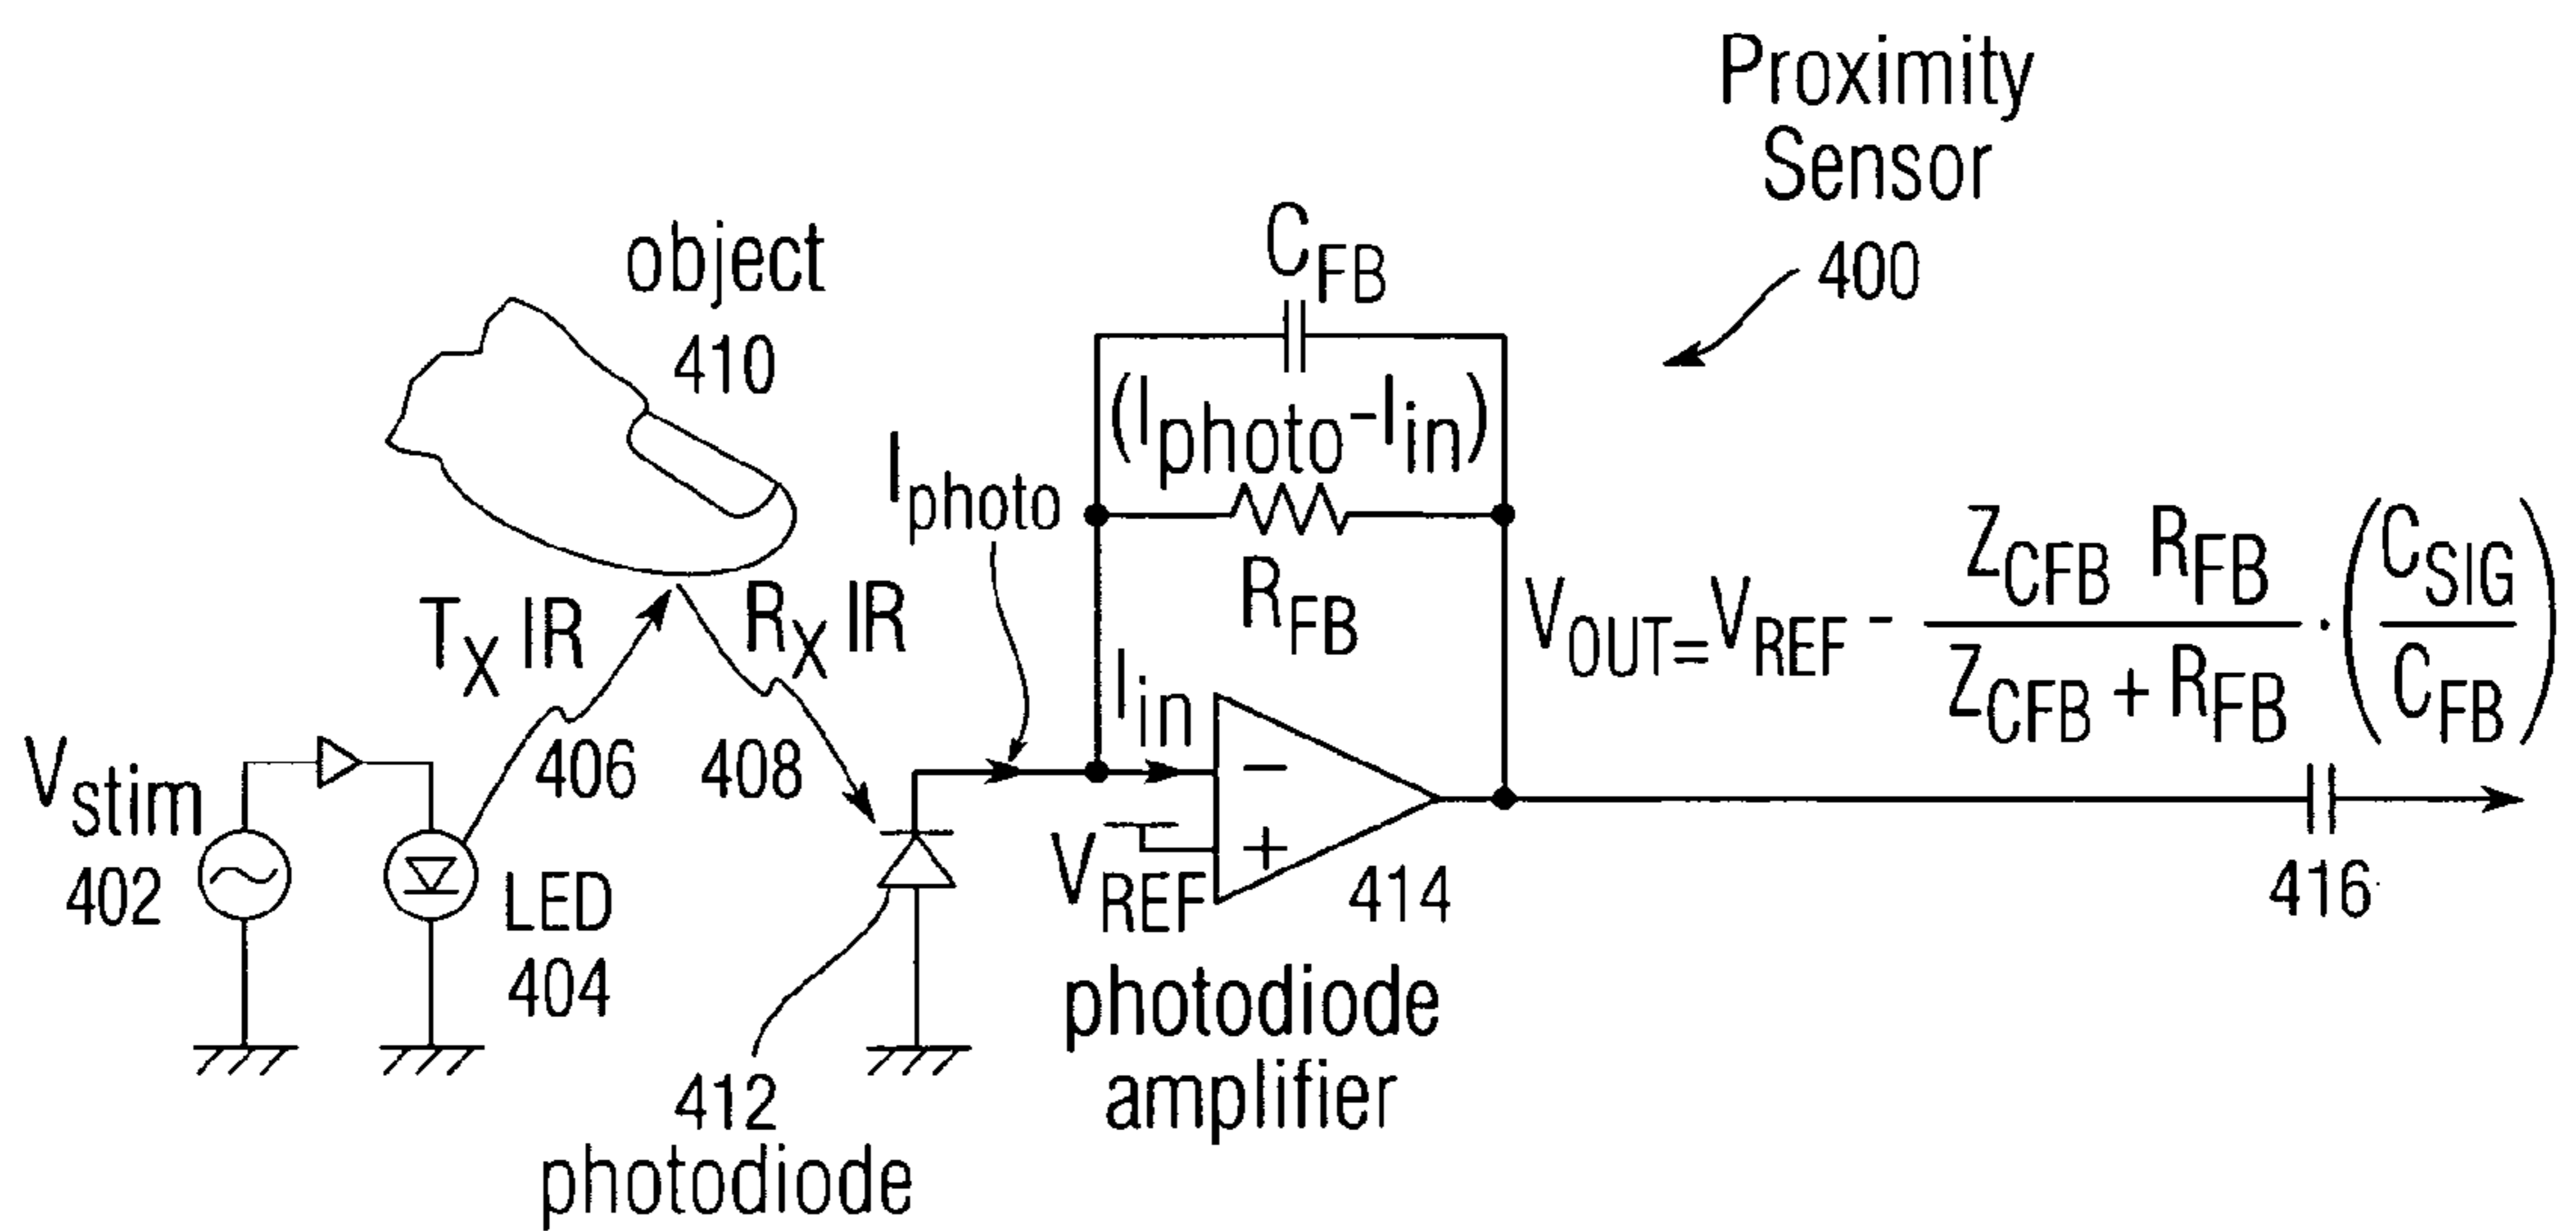 Proximity
Sensor
400
object
410
C_FB
(I_photo-I_in)
R_FB
I_photo
I_in
T_X IR
406
R_X IR
408
V_stim
402
LED
404
412
photodiode
V_REF
-
+
414
photodiode
amplifier
V_OUT=V_REF - Z_CFB R_FB / Z_CFB + R_FB · (C_SIG / C_FB)
416